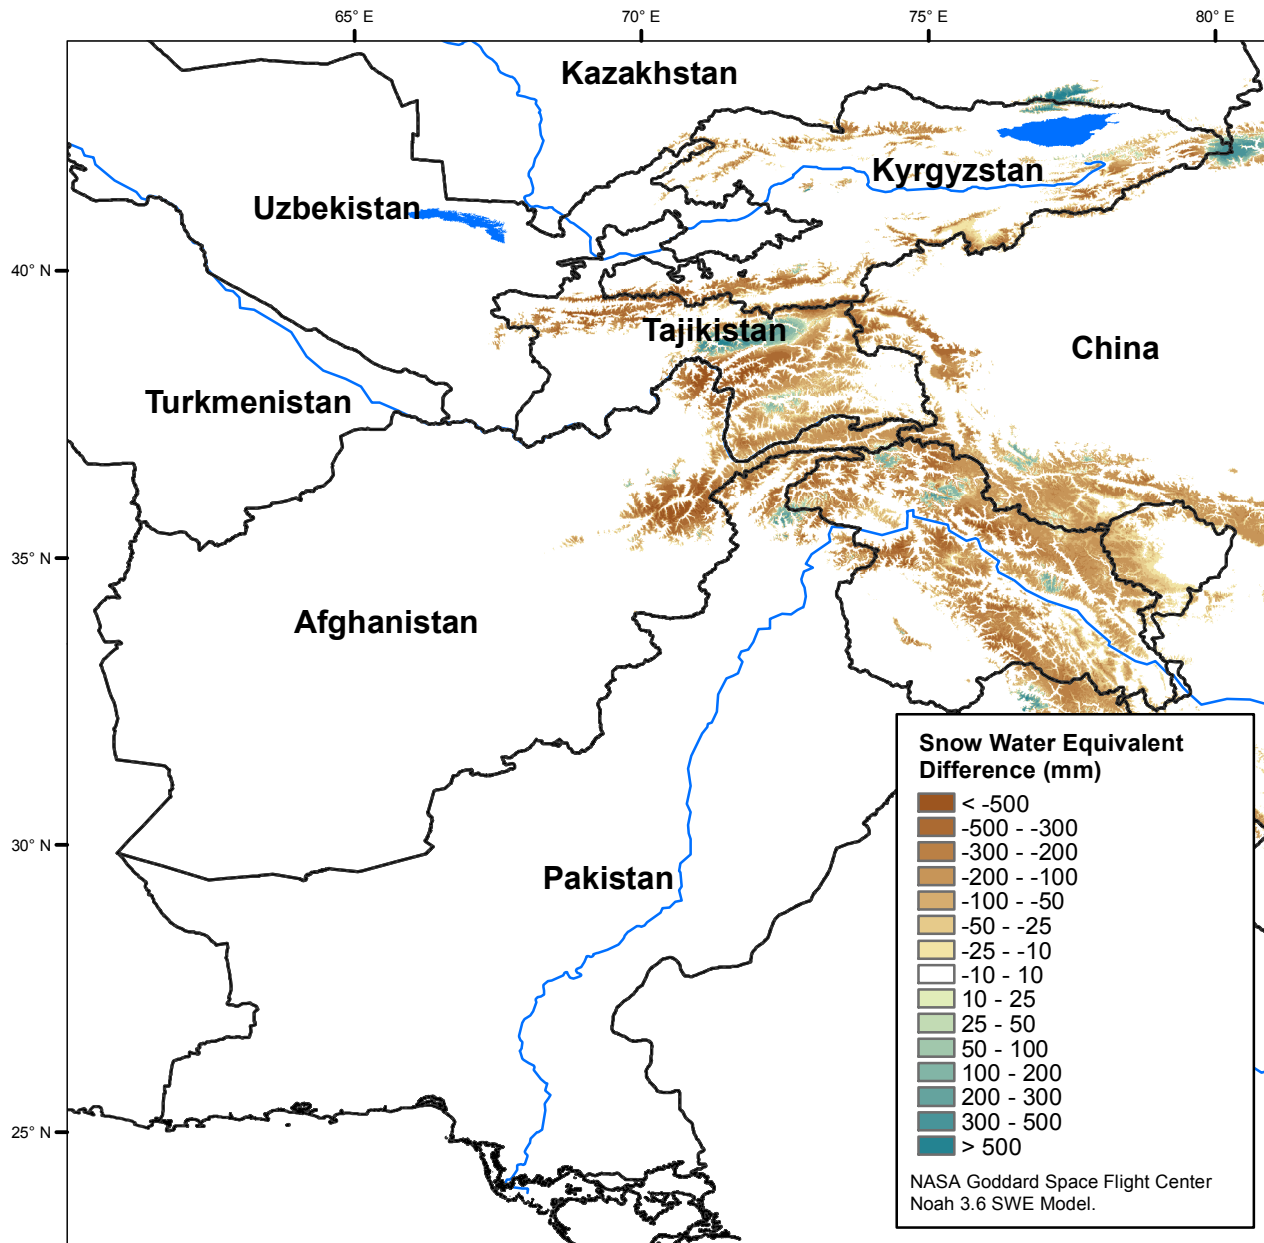 65° E
70° E
75° E
80° E
Kazakhstan
Kyrgyzstan
Uzbekistan
40° N
Tajikistan
China
Turkmenistan
35° N
Afghanistan
Snow Water Equivalent
Difference (mm)
< -500
-500 - -300
-300 - -200
-200 - -100
-100 - -50
-50 - -25
-25 - -10
-10 - 10
10 - 25
25 - 50
50 - 100
100 - 200
200 - 300
300 - 500
> 500
NASA Goddard Space Flight Center
Noah 3.6 SWE Model.
30° N
Pakistan
25° N